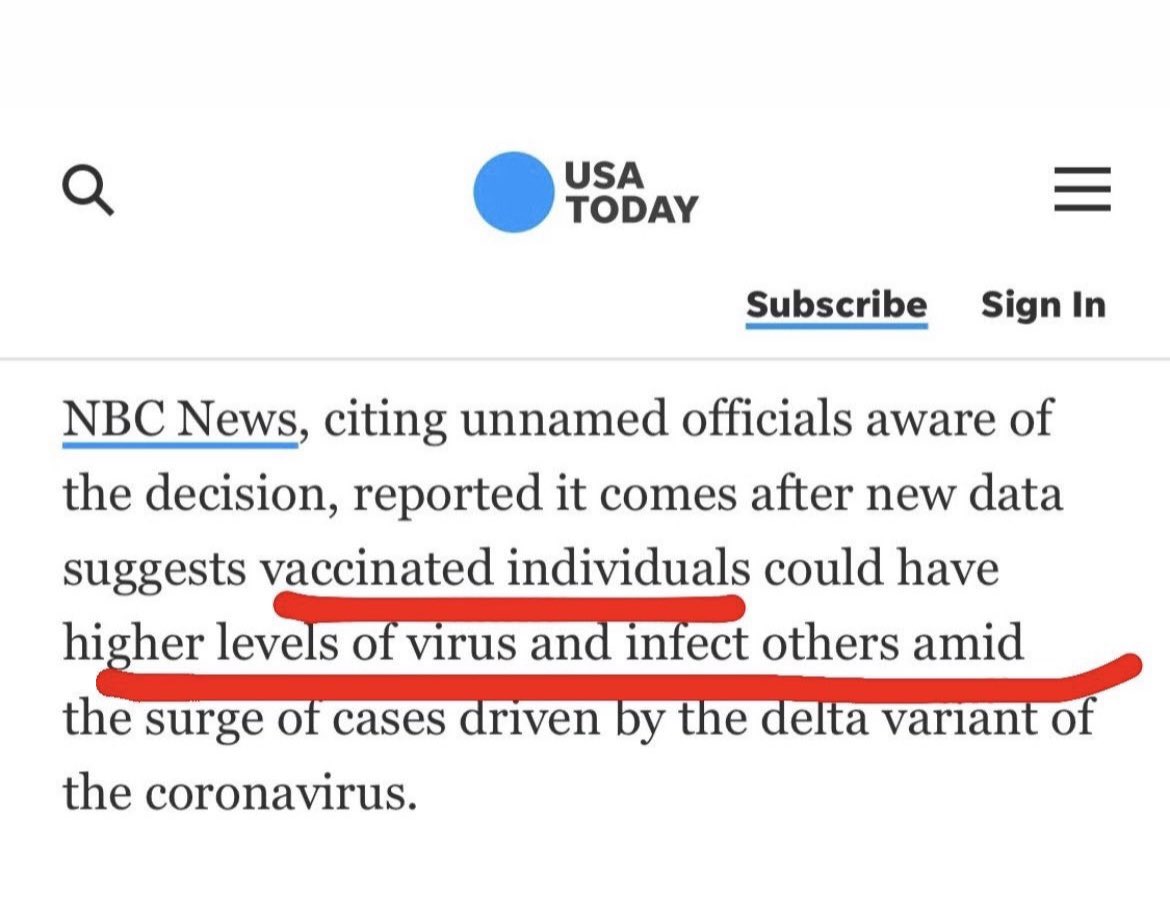 USA
TODAY
Subscribe Sign In
NBC News, citing unnamed officials aware of
the decision, reported it comes after new data
suggests vaccinated individuals could have
higher levels of virus and infect others amid
the surge of cases driven by the delta variant of
the coronavirus.